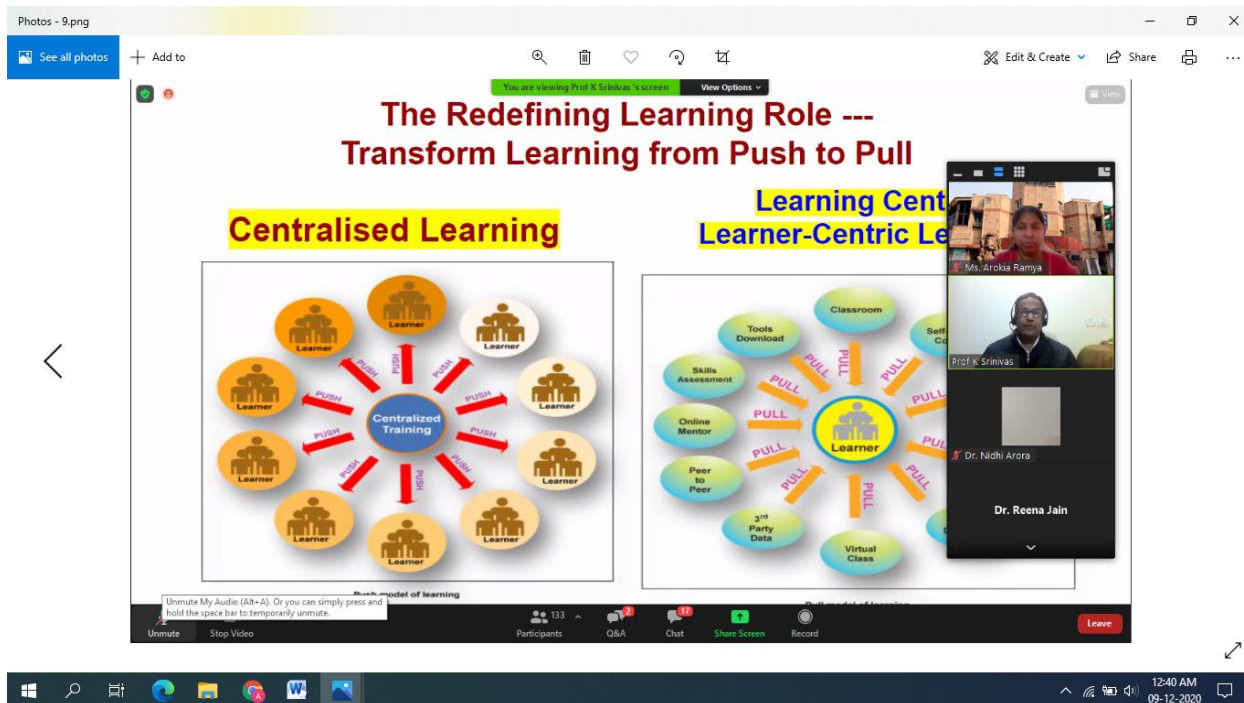 Photos - 9.png
See all photos
Add to
Edit & Create
Share
You are viewing Prof K Srinivas 's screen
View Options
View
The Redefining Learning Role ---
Transform Learning from Push to Pull
Centralised Learning
Learning Cent
Learner-Centric Le
Learner
Learner
Learner
Learner
Learner
Learner
Learner
Learner
Learner
Learner
PUSH
PUSH
PUSH
PUSH
PUSH
PUSH
PUSH
PUSH
PUSH
PUSH
Centralized
Training
Classroom
Tools
Download
Self-
Co
Skills
Assessment
Online
Mentor
Peer
to
Peer
3rd
Party
Data
Virtual
Class
PULL
PULL
PULL
PULL
PULL
PULL
PULL
PULL
PULL
PULL
Learner
Ms. Arokia Ramya
Prof K Srinivas
Dr. Nidhi Arora
Dr. Reena Jain
model of learning
Unmute My Audio (Alt+A). Or you can simply press and
hold the space bar to temporarily unmute.
Unmute
Stop Video
133
Participants
2
Q&A
17
Chat
Share Screen
Record
Leave
12:40 AM
09-12-2020